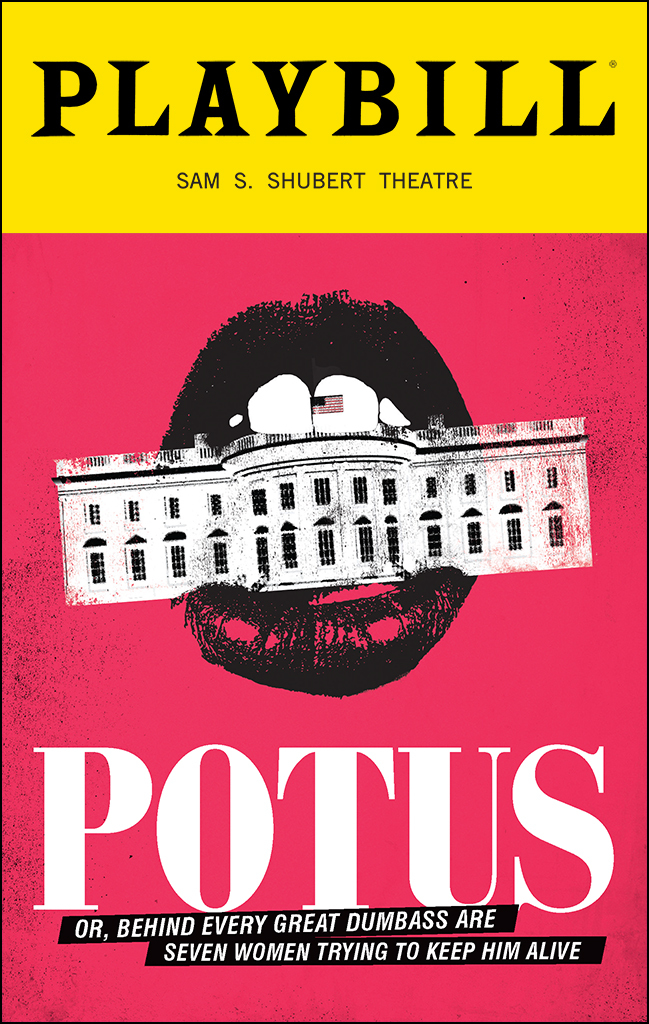 PLAYBILL®
SAM S. SHUBERT THEATRE
POTUS
OR, BEHIND EVERY GREAT DUMBASS ARE
SEVEN WOMEN TRYING TO KEEP HIM ALIVE